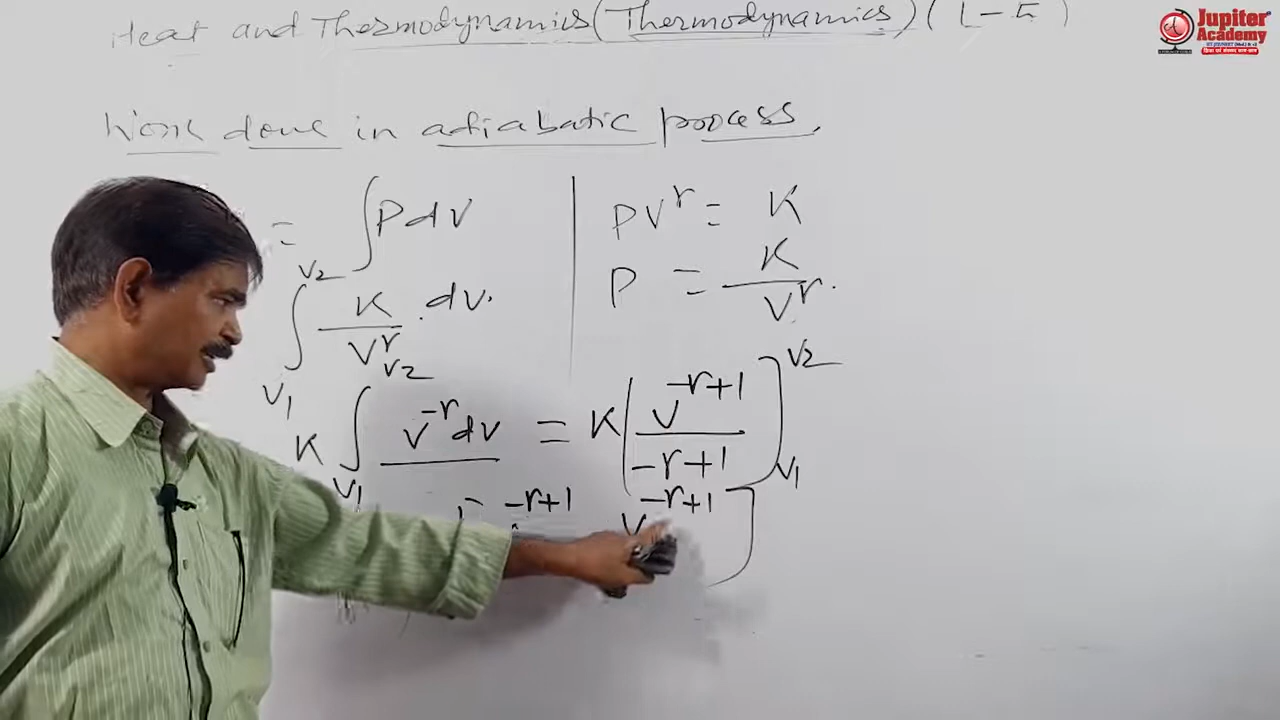 Heat and Thermodynamics (Thermodynamics) (L-5)
Jupiter Academy
Work done in adiabatic process.
= ∫ P dV
PV^r = K
P = K / V^r.
∫_{V1}^{V2} K / V^r . dV.
K ∫_{V1}^{V2} V^{-r} dV = K [ V^{-r+1} / -r+1 ]_{V1}^{V2}
[ ^{-r+1} V^{-r+1} ]